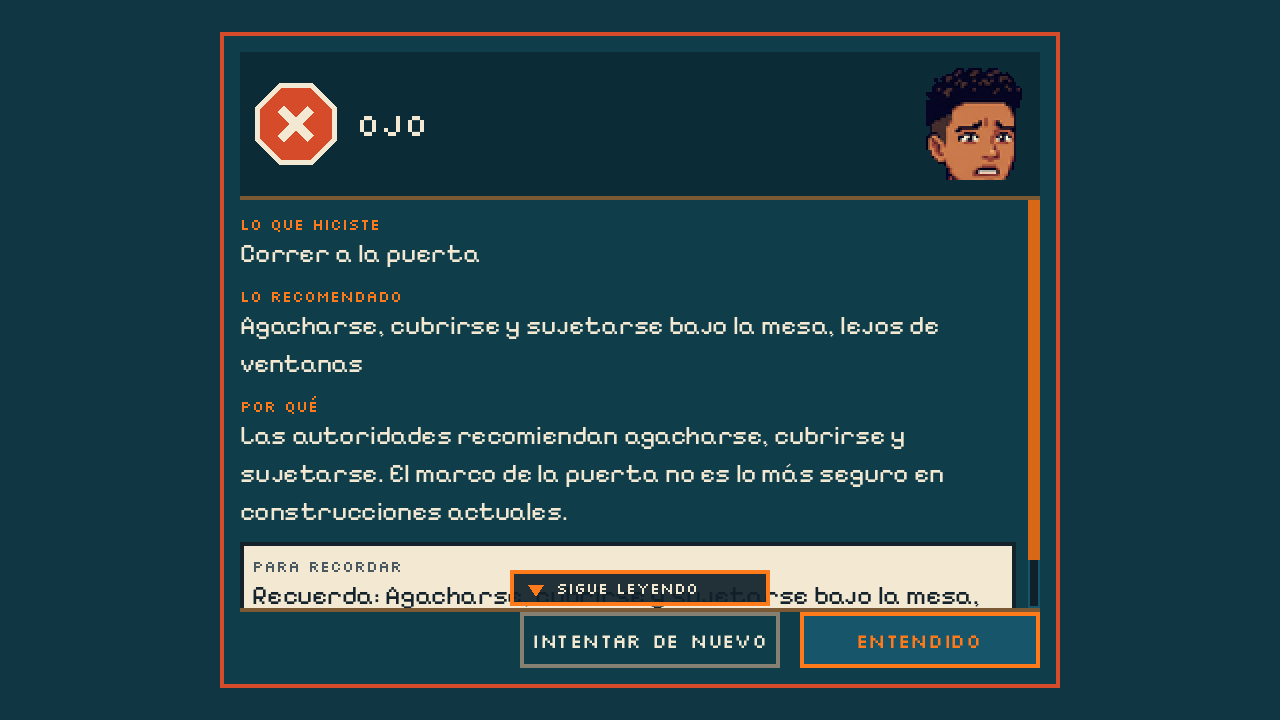 OJO
LO QUE HICISTE
Correr a la puerta
LO RECOMENDADO
Agacharse, cubrirse y sujetarse bajo la mesa, lejos de
ventanas
POR QUÉ
Las autoridades recomiendan agacharse, cubrirse y
sujetarse. El marco de la puerta no es lo más seguro en
construcciones actuales.
PARA RECORDAR
Recuerda: Agacharse, cubrirse y sujetarse bajo la mesa,
SIGUE LEYENDO
INTENTAR DE NUEVO
ENTENDIDO